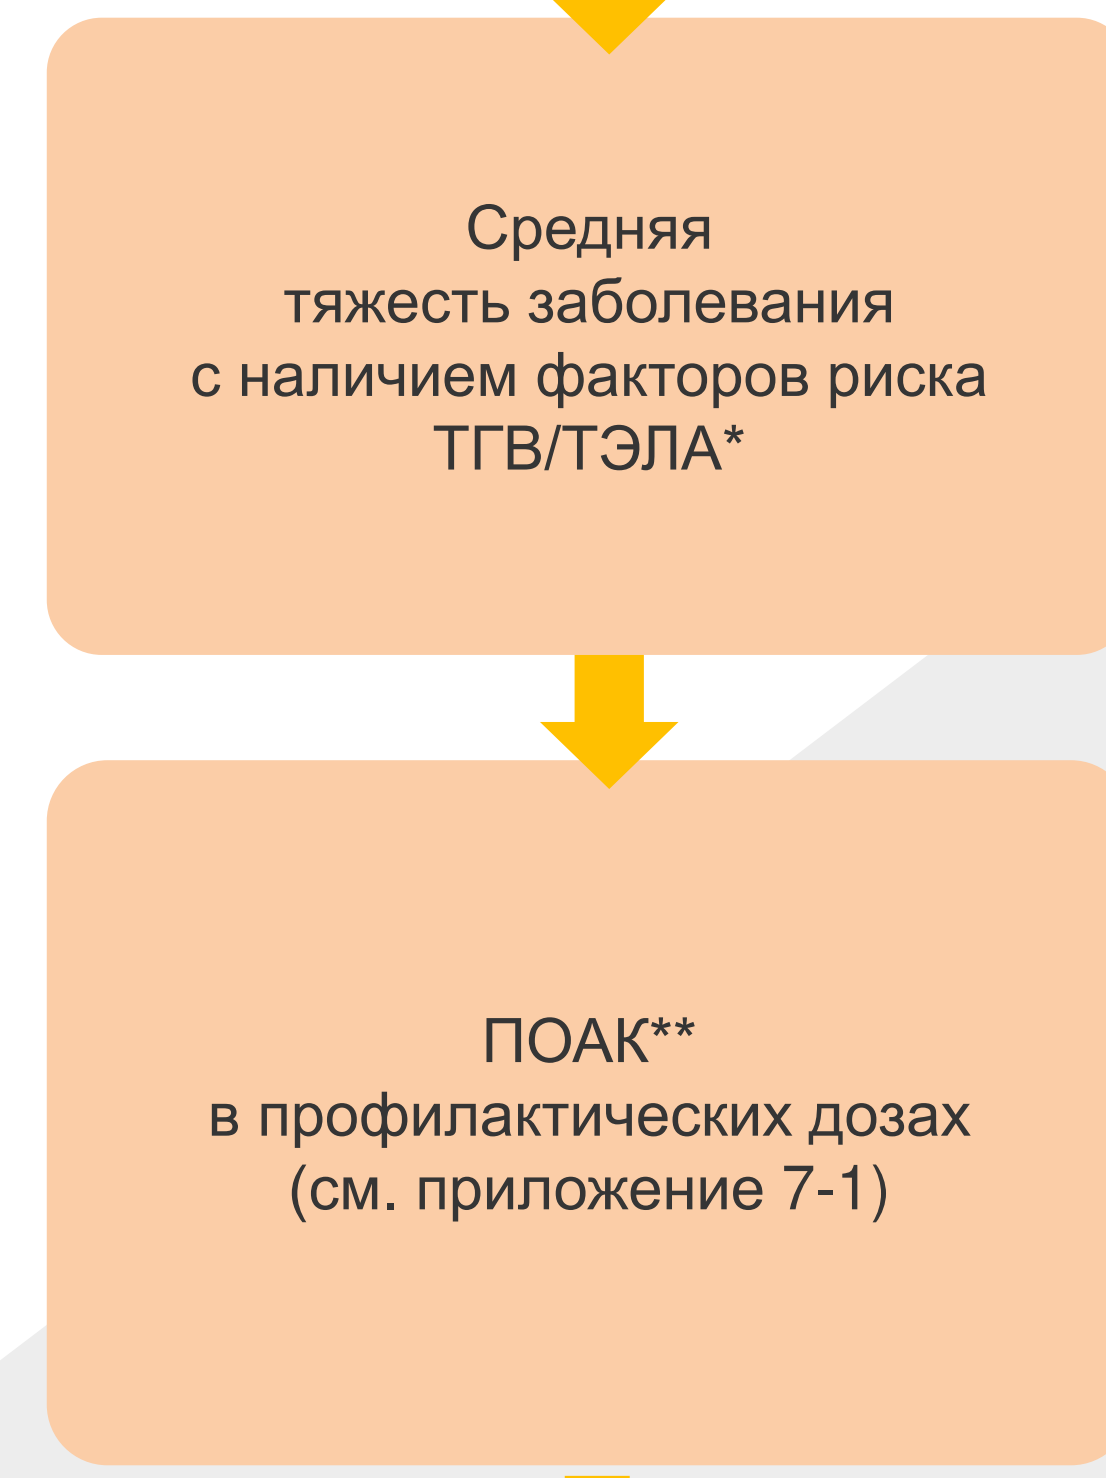 Средняя
тяжесть заболевания
с наличием факторов риска
ТГВ/ТЭЛА*
ПОАК**
в профилактических дозах
(см. приложение 7-1)